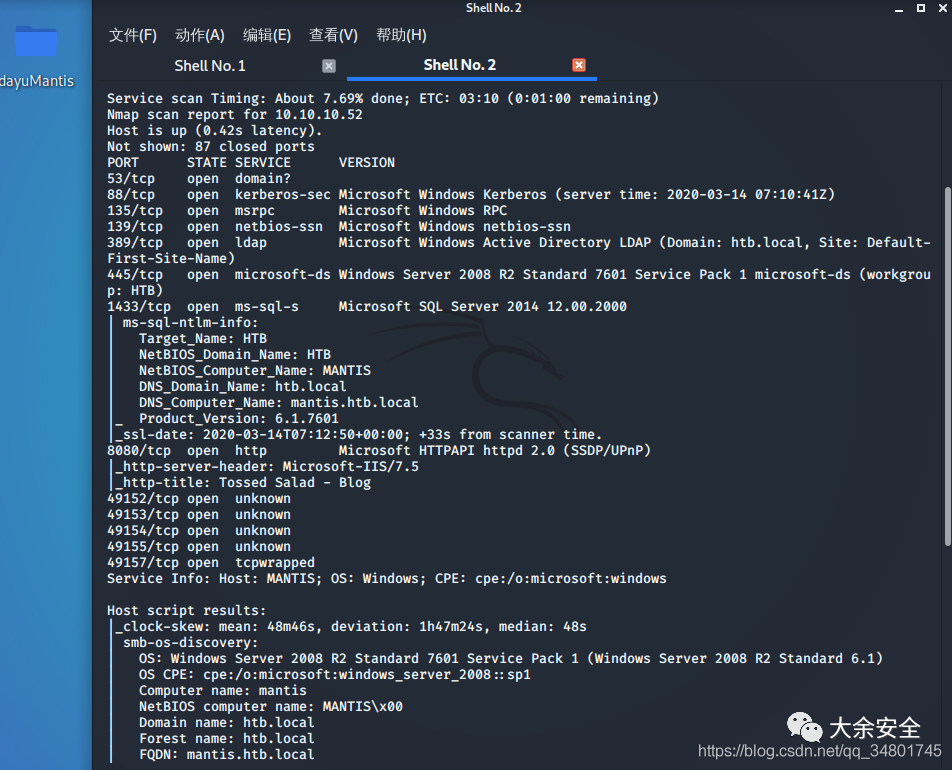 Shell No. 2
文件(F) 动作(A) 编辑(E) 查看(V) 帮助(H)
Shell No. 1
Shell No. 2
dayuMantis
Service scan Timing: About 7.69% done; ETC: 03:10 (0:01:00 remaining)
Nmap scan report for 10.10.10.52
Host is up (0.42s latency).
Not shown: 87 closed ports
PORT      STATE SERVICE      VERSION
53/tcp    open  domain?
88/tcp    open  kerberos-sec Microsoft Windows Kerberos (server time: 2020-03-14 07:10:41Z)
135/tcp   open  msrpc        Microsoft Windows RPC
139/tcp   open  netbios-ssn  Microsoft Windows netbios-ssn
389/tcp   open  ldap         Microsoft Windows Active Directory LDAP (Domain: htb.local, Site: Default-
First-Site-Name)
445/tcp   open  microsoft-ds Windows Server 2008 R2 Standard 7601 Service Pack 1 microsoft-ds (workgrou
p: HTB)
1433/tcp  open  ms-sql-s     Microsoft SQL Server 2014 12.00.2000
| ms-sql-ntlm-info:
|   Target_Name: HTB
|   NetBIOS_Domain_Name: HTB
|   NetBIOS_Computer_Name: MANTIS
|   DNS_Domain_Name: htb.local
|   DNS_Computer_Name: mantis.htb.local
|_  Product_Version: 6.1.7601
|_ssl-date: 2020-03-14T07:12:50+00:00; +33s from scanner time.
8080/tcp  open  http         Microsoft HTTPAPI httpd 2.0 (SSDP/UPnP)
|_http-server-header: Microsoft-IIS/7.5
|_http-title: Tossed Salad - Blog
49152/tcp open  unknown
49153/tcp open  unknown
49154/tcp open  unknown
49155/tcp open  unknown
49157/tcp open  tcpwrapped
Service Info: Host: MANTIS; OS: Windows; CPE: cpe:/o:microsoft:windows
Host script results:
|_clock-skew: mean: 48m46s, deviation: 1h47m24s, median: 48s
| smb-os-discovery:
|   OS: Windows Server 2008 R2 Standard 7601 Service Pack 1 (Windows Server 2008 R2 Standard 6.1)
|   OS CPE: cpe:/o:microsoft:windows_server_2008::sp1
|   Computer name: mantis
|   NetBIOS computer name: MANTIS\x00
|   Domain name: htb.local
|   Forest name: htb.local
|   FQDN: mantis.htb.local
大余安全
https://blog.csdn.net/qq_34801745